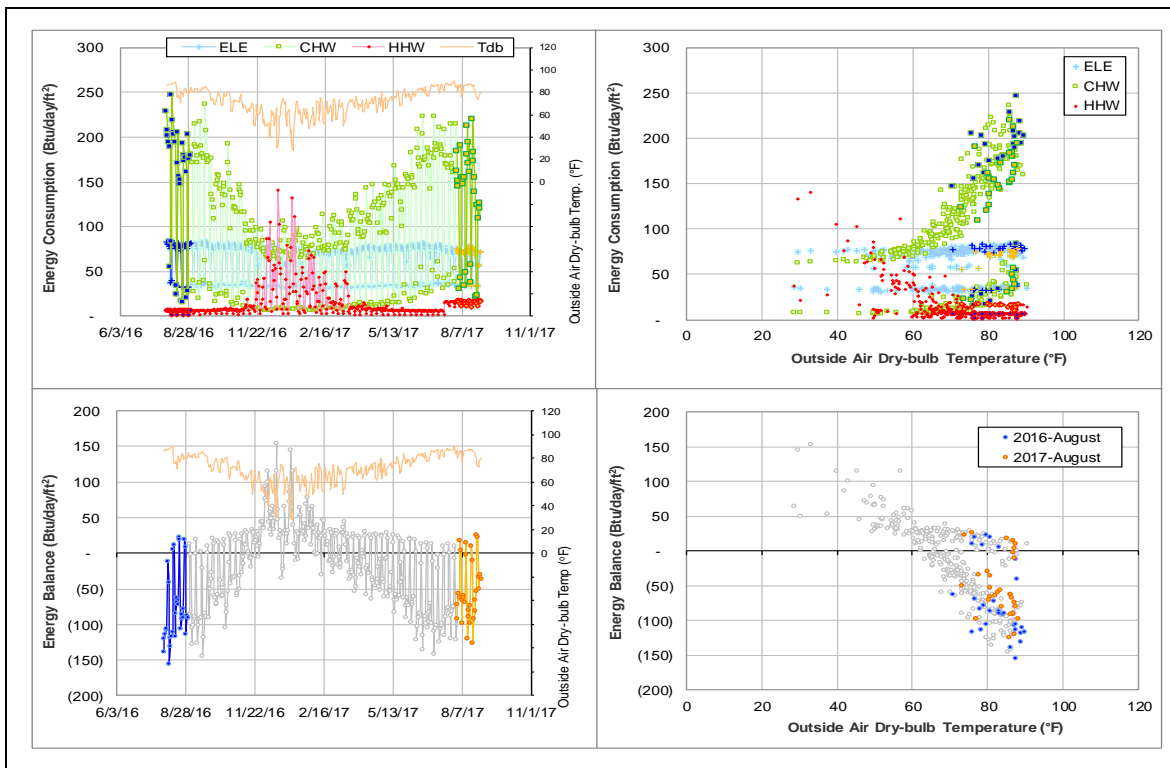 ELE CHW HHW Tdb
Energy Consumption (Btu/day/ft²)
300
250
200
150
100
50
-
120
100
80
60
40
20
0
Outside Air Dry-bulb Temp. (°F)
6/3/16 8/28/16 11/22/16 2/16/17 5/13/17 8/7/17 11/1/17
Energy Consumption (Btu/day/ft²)
300
250
200
150
100
50
-
ELE
CHW
HHW
0 20 40 60 80 100 120
Outside Air Dry-bulb Temperature (°F)
Energy Balance (Btu/day/ft²)
200
150
100
50
-
(50)
(100)
(150)
(200)
120
100
80
60
40
20
0
Outside Air Dry-bulb Temp (°F)
6/3/16 8/28/16 11/22/16 2/16/17 5/13/17 8/7/17 11/1/17
Energy Balance (Btu/day/ft²)
200
150
100
50
-
(50)
(100)
(150)
(200)
2016-August
2017-August
0 20 40 60 80 100 120
Outside Air Dry-bulb Temperature (°F)